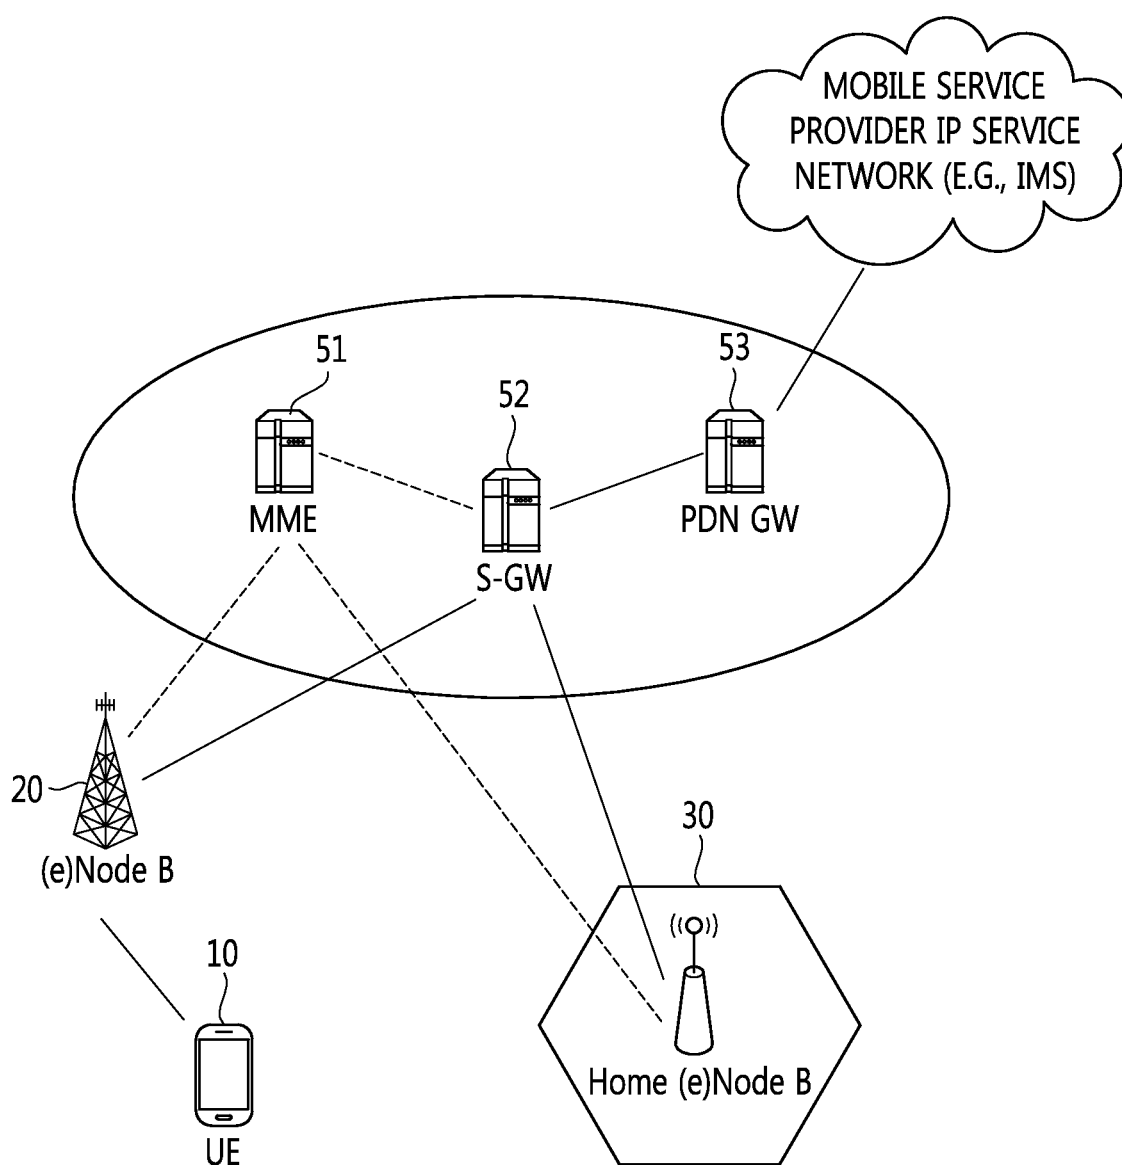 MOBILE SERVICE
PROVIDER IP SERVICE
NETWORK (E.G., IMS)
51
53
52
MME
PDN GW
S-GW
20
(e)Node B
30
10
Home (e)Node B
UE